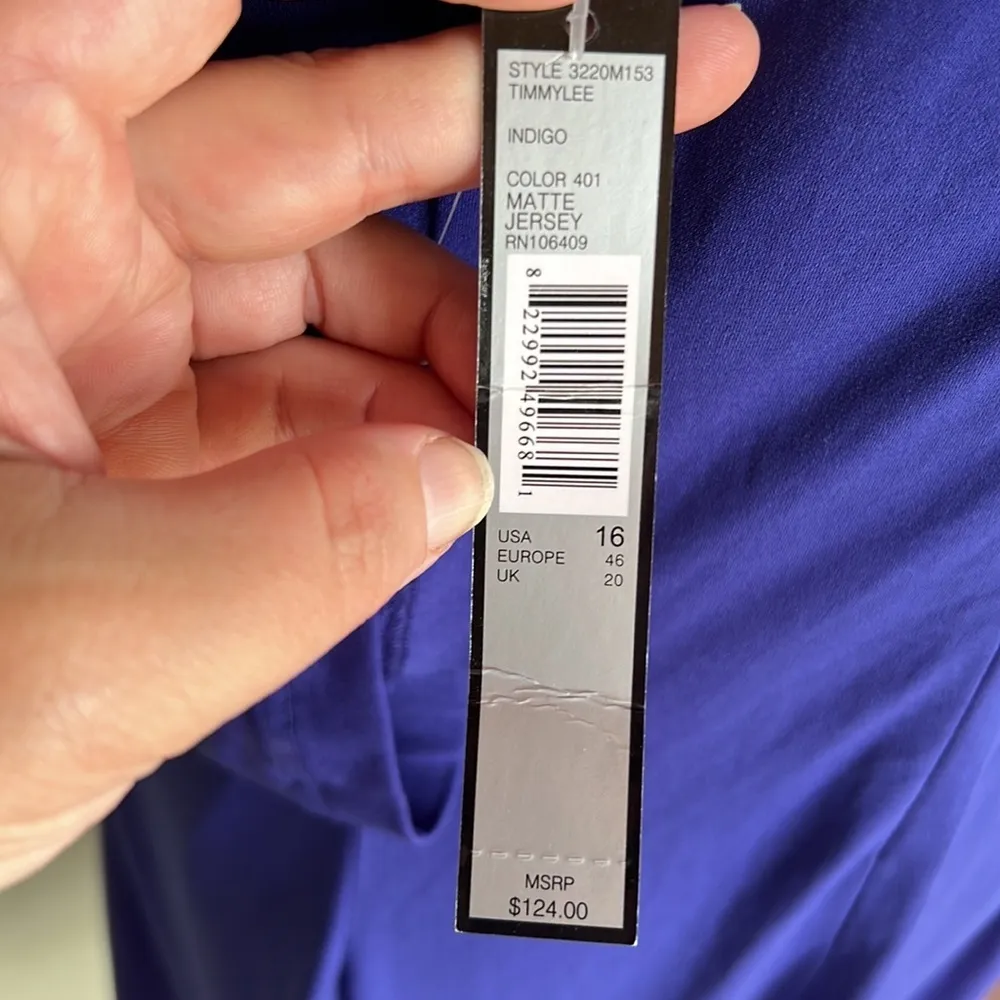 STYLE 3220M153
TIMMYLEE
INDIGO
COLOR 401
MATTE
JERSEY
RN106409
8 22992 49668 1
USA 16
EUROPE 46
UK 20
MSRP
$124.00